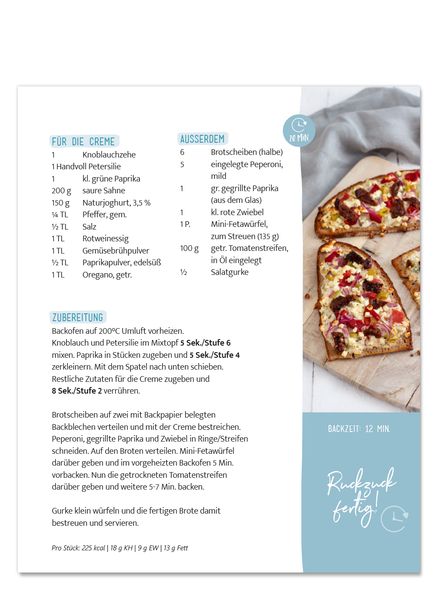 FÜR DIE CREME
1 Knoblauchzehe
1 Handvoll Petersilie
1 kl. grüne Paprika
200 g saure Sahne
150 g Naturjoghurt, 3,5 %
¼ TL Pfeffer, gem.
½ TL Salz
1 TL Rotweinessig
1 TL Gemüsebrühpulver
½ TL Paprikapulver, edelsüß
1 TL Oregano, getr.
AUSSERDEM
6 Brotscheiben (halbe)
5 eingelegte Peperoni,
mild
1 gr. gegrillte Paprika
(aus dem Glas)
1 kl. rote Zwiebel
1 P. Mini-Fetawürfel,
zum Streuen (135 g)
100 g getr. Tomatenstreifen,
in Öl eingelegt
½ Salatgurke
ZUBEREITUNG
Backofen auf 200°C Umluft vorheizen.
Knoblauch und Petersilie im Mixtopf 5 Sek./Stufe 6
mixen. Paprika in Stücken zugeben und 5 Sek./Stufe 4
zerkleinern. Mit dem Spatel nach unten schieben.
Restliche Zutaten für die Creme zugeben und
8 Sek./Stufe 2 verrühren.
Brotscheiben auf zwei mit Backpapier belegten
Backblechen verteilen und mit der Creme bestreichen.
Peperoni, gegrillte Paprika und Zwiebel in Ringe/Streifen
schneiden. Auf den Broten verteilen. Mini-Fetawürfel
darüber geben und im vorgeheizten Backofen 5 Min.
vorbacken. Nun die getrockneten Tomatenstreifen
darüber geben und weitere 5-7 Min. backen.
Gurke klein würfeln und die fertigen Brote damit
bestreuen und servieren.
Pro Stück: 225 kcal | 18 g KH | 9 g EW | 13 g Fett
10 MIN
BACKZEIT: 12 MIN.
Ruckzuck
fertig!